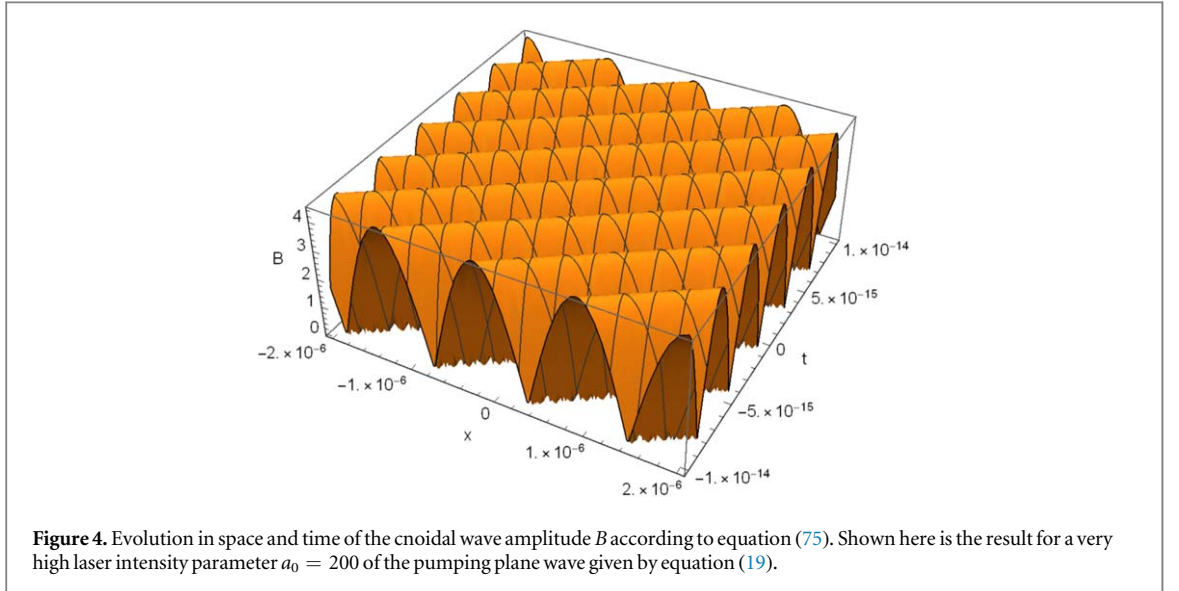 4
3
B
2
1
0
−2. × 10⁻⁶
−1. × 10⁻⁶
0
x
1. × 10⁻⁶
2. × 10⁻⁶
1. × 10⁻¹⁴
5. × 10⁻¹⁵
0
t
−5. × 10⁻¹⁵
−1. × 10⁻¹⁴
Figure 4. Evolution in space and time of the cnoidal wave amplitude B according to equation (75). Shown here is the result for a very
high laser intensity parameter a₀ = 200 of the pumping plane wave given by equation (19).